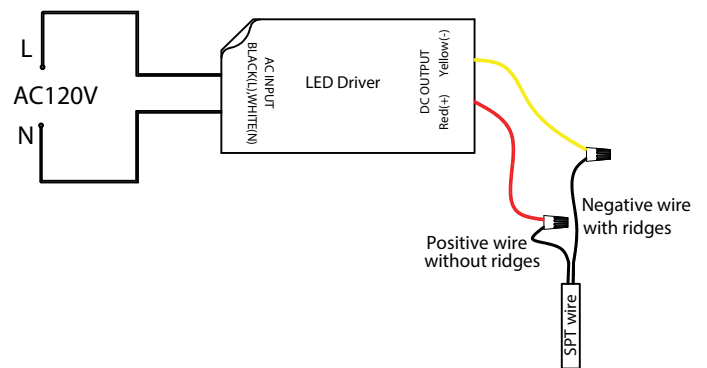 L
AC120V
N
AC INPUT
BLACK(L),WHITE(N)
LED Driver
DC OUTPUT
Red(+) Yellow(-)
Negative wire
with ridges
Positive wire
without ridges
SPT wire